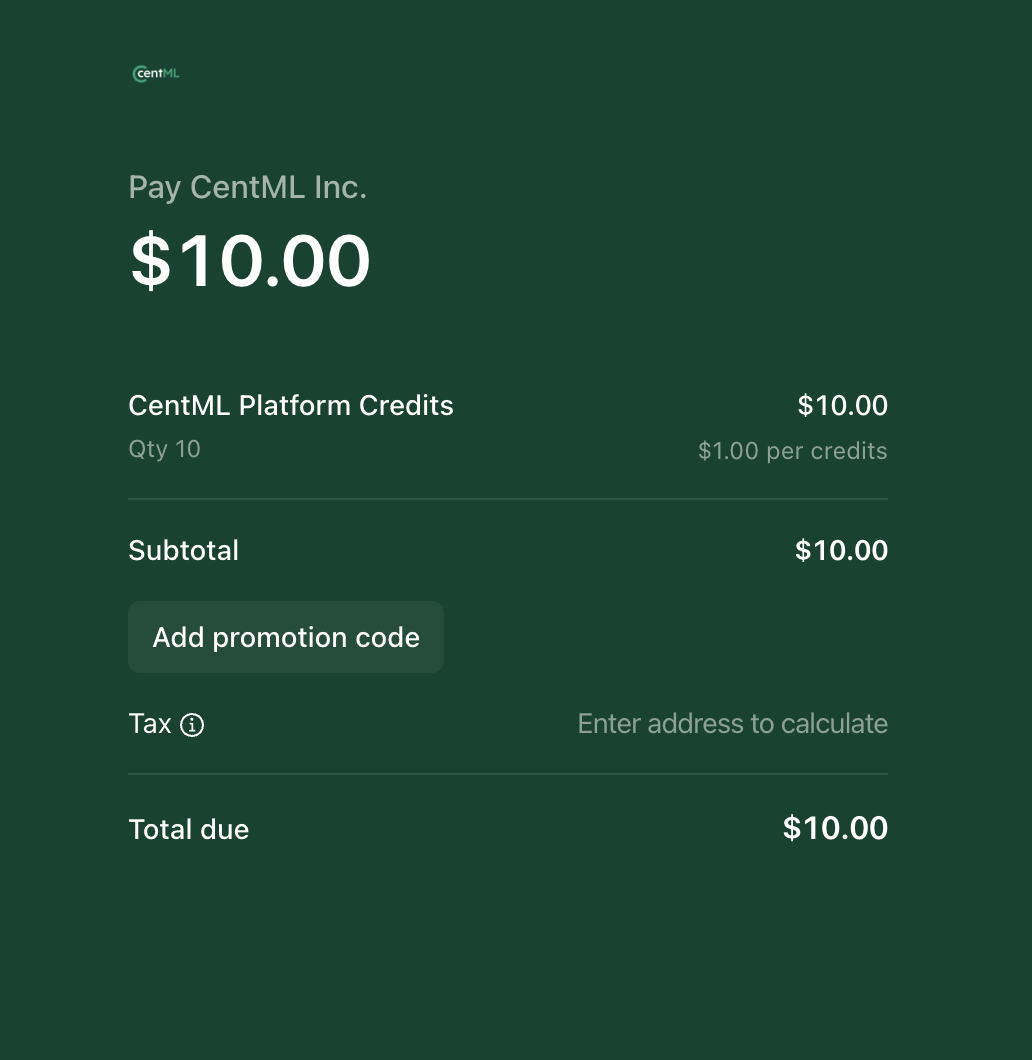 centML
Pay CentML Inc.
$10.00
CentML Platform Credits $10.00
Qty 10 $1.00 per credits
Subtotal $10.00
Add promotion code
Tax Enter address to calculate
Total due $10.00